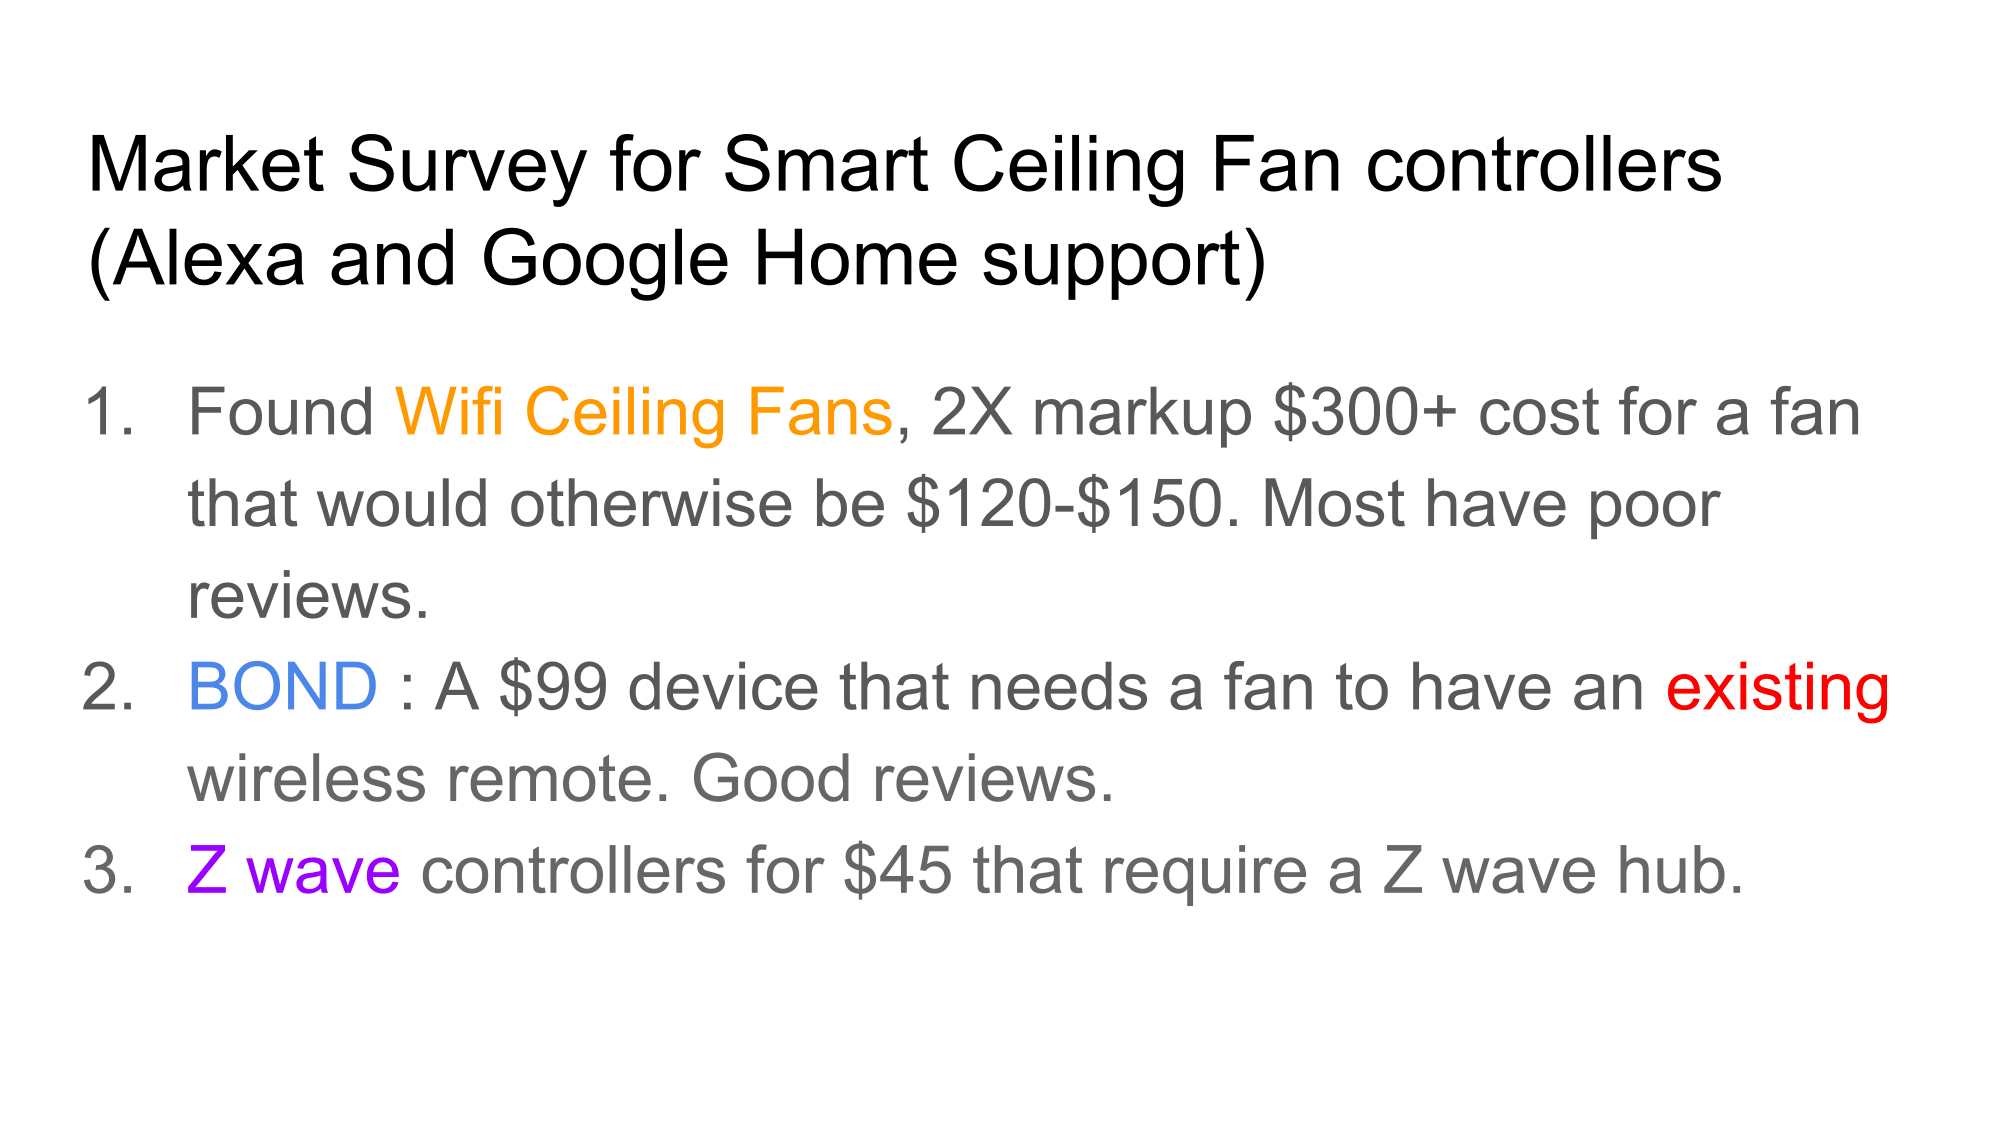 Market Survey for Smart Ceiling Fan controllers
(Alexa and Google Home support)
1. Found Wifi Ceiling Fans, 2X markup $300+ cost for a fan
that would otherwise be $120-$150. Most have poor
reviews.
2. BOND : A $99 device that needs a fan to have an existing
wireless remote. Good reviews.
3. Z wave controllers for $45 that require a Z wave hub.